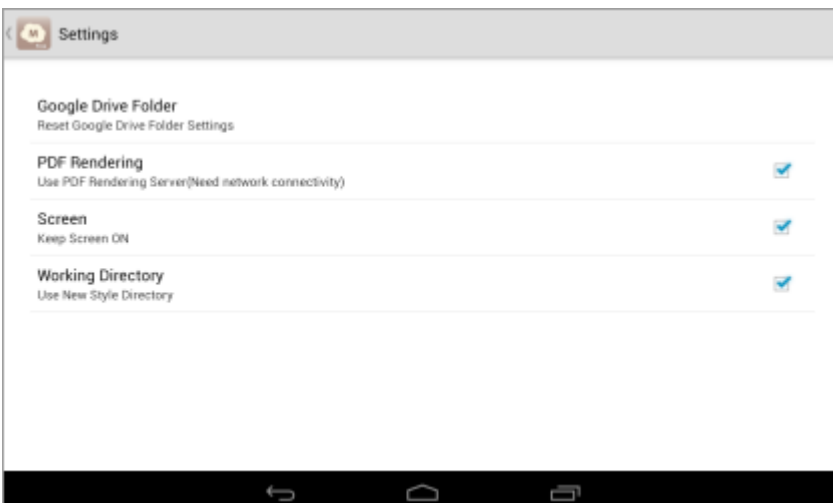 M
Settings
Google Drive Folder
Reset Google Drive Folder Settings
PDF Rendering
Use PDF Rendering Server(Need network connectivity)
Screen
Keep Screen ON
Working Directory
Use New Style Directory